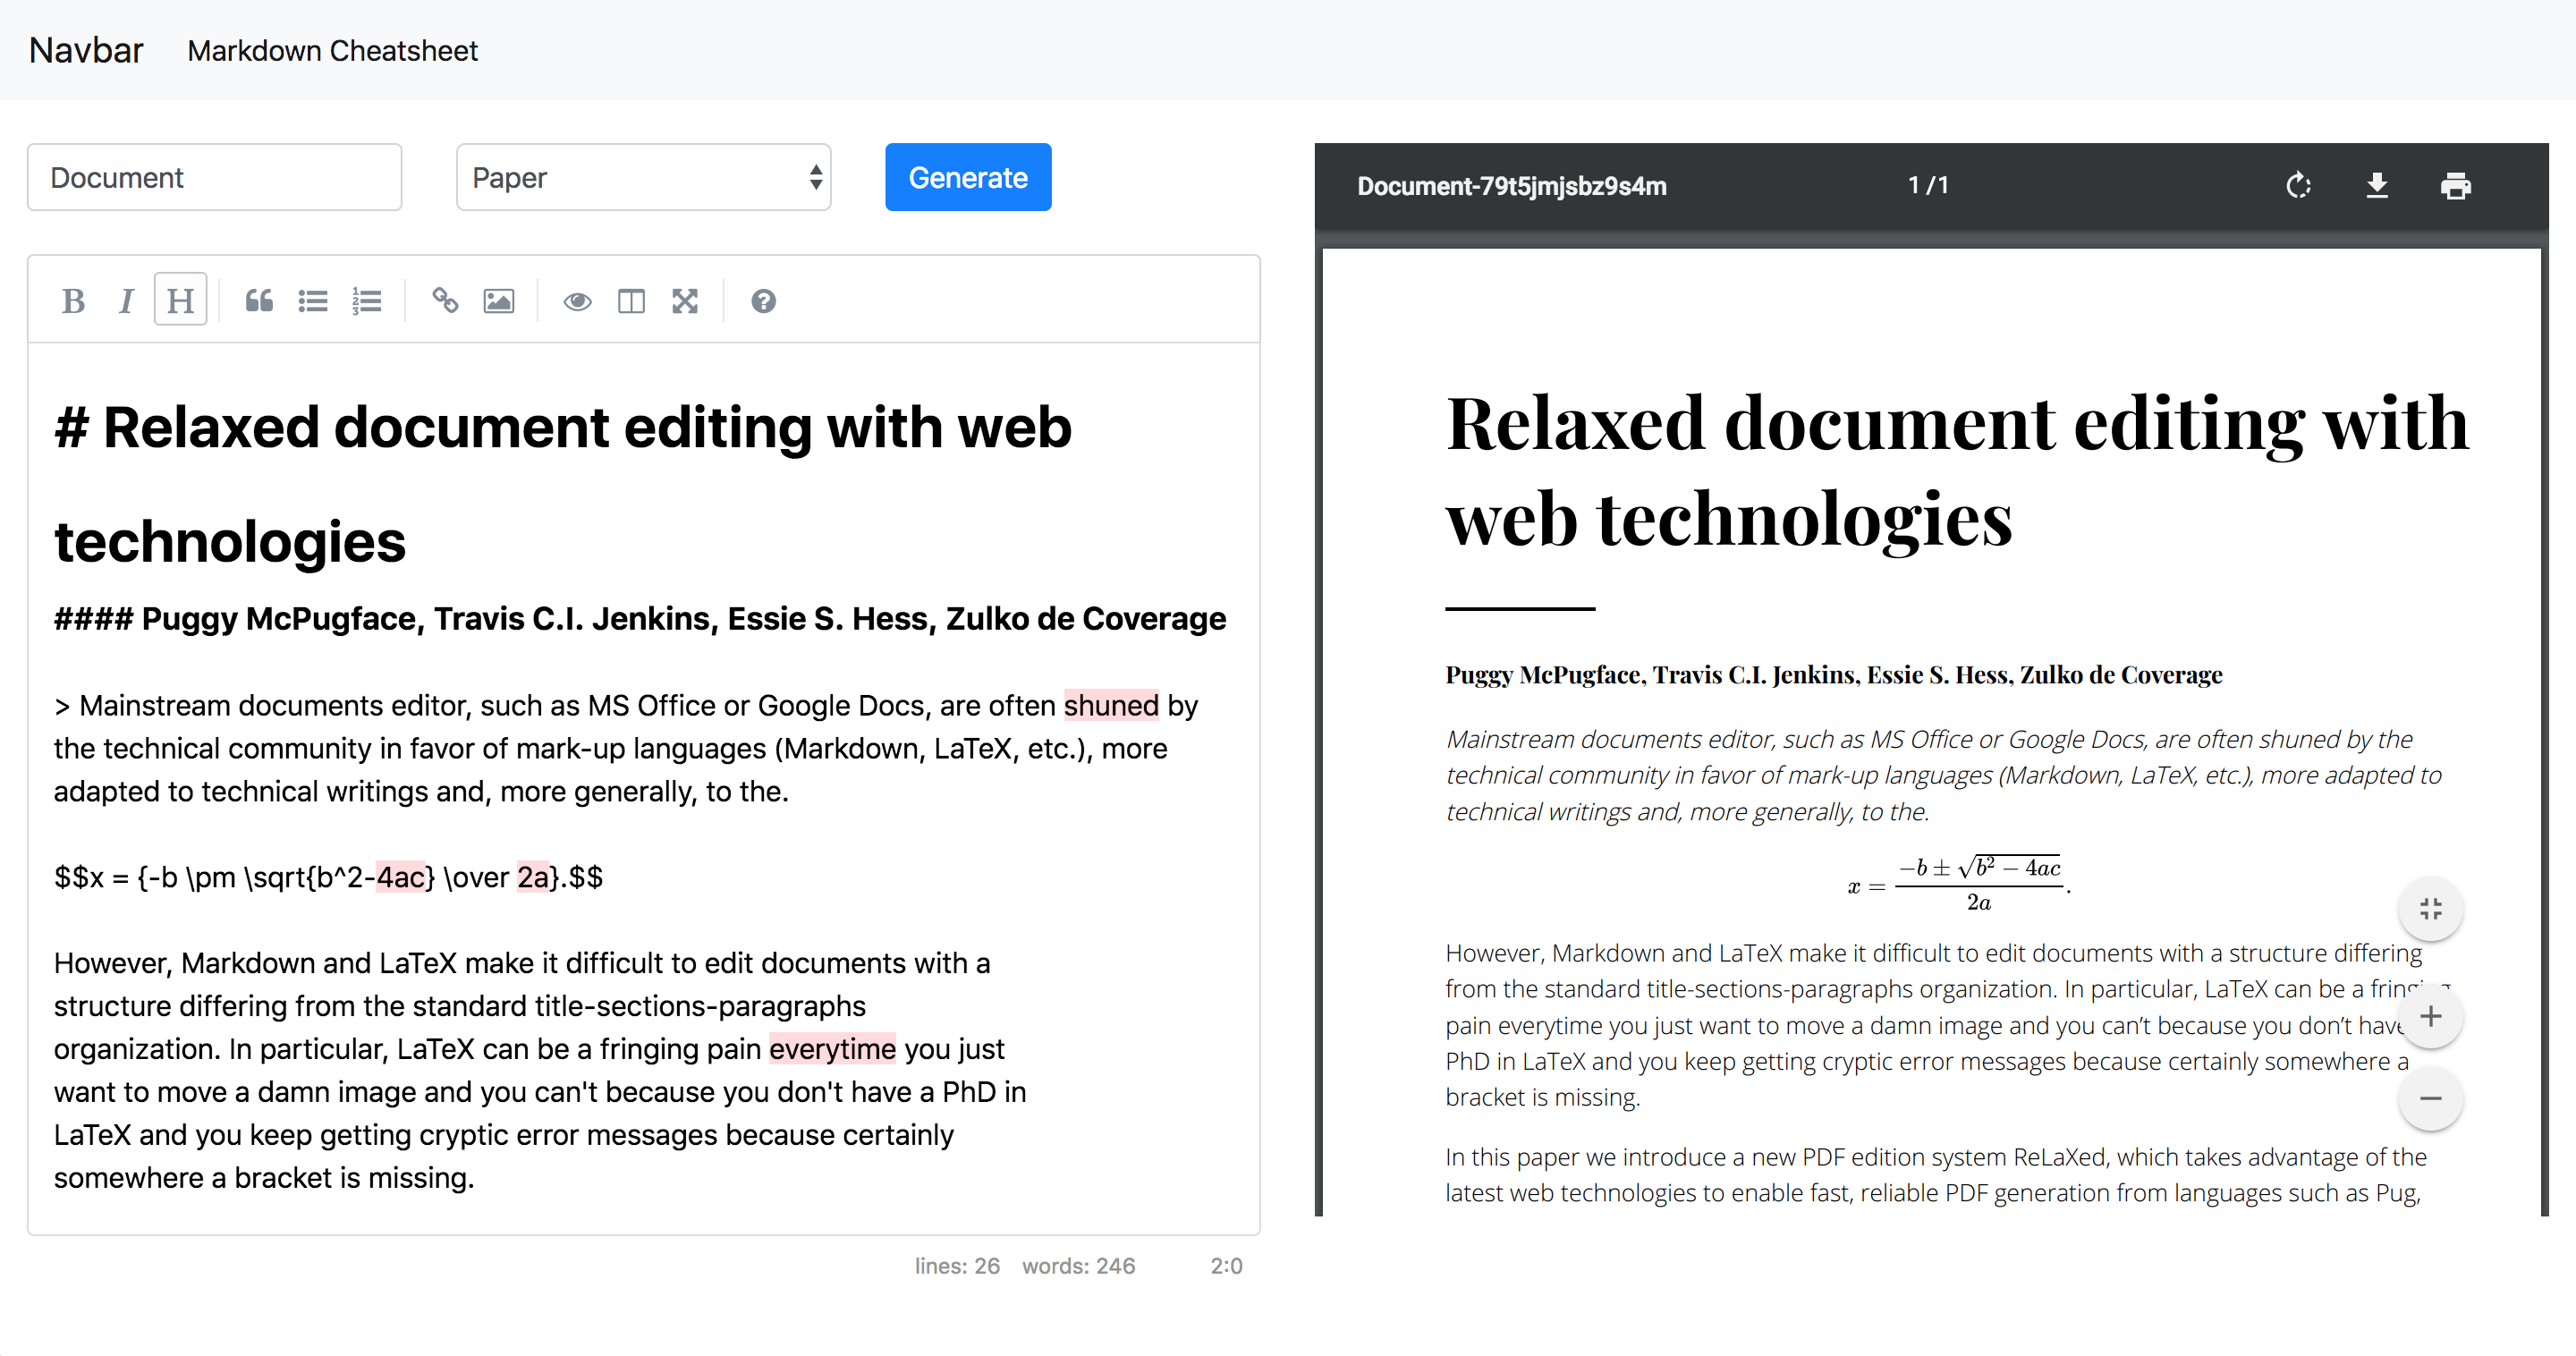 Navbar Markdown Cheatsheet
Document Paper Generate
B I H
# Relaxed document editing with web
technologies
#### Puggy McPugface, Travis C.I. Jenkins, Essie S. Hess, Zulko de Coverage
> Mainstream documents editor, such as MS Office or Google Docs, are often shuned by
the technical community in favor of mark-up languages (Markdown, LaTeX, etc.), more
adapted to technical writings and, more generally, to the.
$$x = {-b \pm \sqrt{b^2-4ac} \over 2a}.$$
However, Markdown and LaTeX make it difficult to edit documents with a
structure differing from the standard title-sections-paragraphs
organization. In particular, LaTeX can be a fringing pain everytime you just
want to move a damn image and you can't because you don't have a PhD in
LaTeX and you keep getting cryptic error messages because certainly
somewhere a bracket is missing.
lines: 26 words: 246 2:0
Document-79t5jmjsbz9s4m 1 / 1
Relaxed document editing with
web technologies
Puggy McPugface, Travis C.I. Jenkins, Essie S. Hess, Zulko de Coverage
Mainstream documents editor, such as MS Office or Google Docs, are often shuned by the
technical community in favor of mark-up languages (Markdown, LaTeX, etc.), more adapted to
technical writings and, more generally, to the.
x = −b ± √b² − 4ac
2a .
However, Markdown and LaTeX make it difficult to edit documents with a structure differing
from the standard title-sections-paragraphs organization. In particular, LaTeX can be a
pain everytime you just want to move a damn image and you can’t because you don’t have
PhD in LaTeX and you keep getting cryptic error messages because certainly somewhere a
bracket is missing.
In this paper we introduce a new PDF edition system ReLaXed, which takes advantage of the
latest web technologies to enable fast, reliable PDF generation from languages such as Pug,